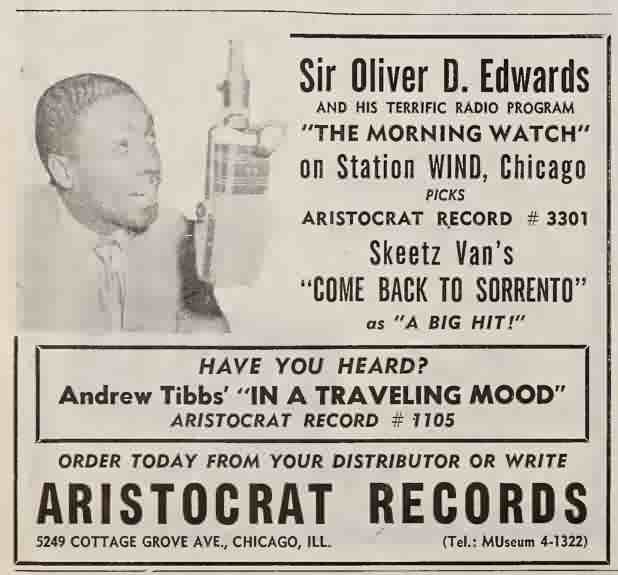 Sir Oliver D. Edwards
AND HIS TERRIFIC RADIO PROGRAM
"THE MORNING WATCH"
on Station WIND, Chicago
PICKS
ARISTOCRAT RECORD # 3301
Skeetz Van's
"COME BACK TO SORRENTO"
as "A BIG HIT!"
HAVE YOU HEARD?
Andrew Tibbs' "IN A TRAVELING MOOD"
ARISTOCRAT RECORD # 1105
ORDER TODAY FROM YOUR DISTRIBUTOR OR WRITE
ARISTOCRAT RECORDS
5249 COTTAGE GROVE AVE., CHICAGO, ILL. (Tel.: MUseum 4-1322)